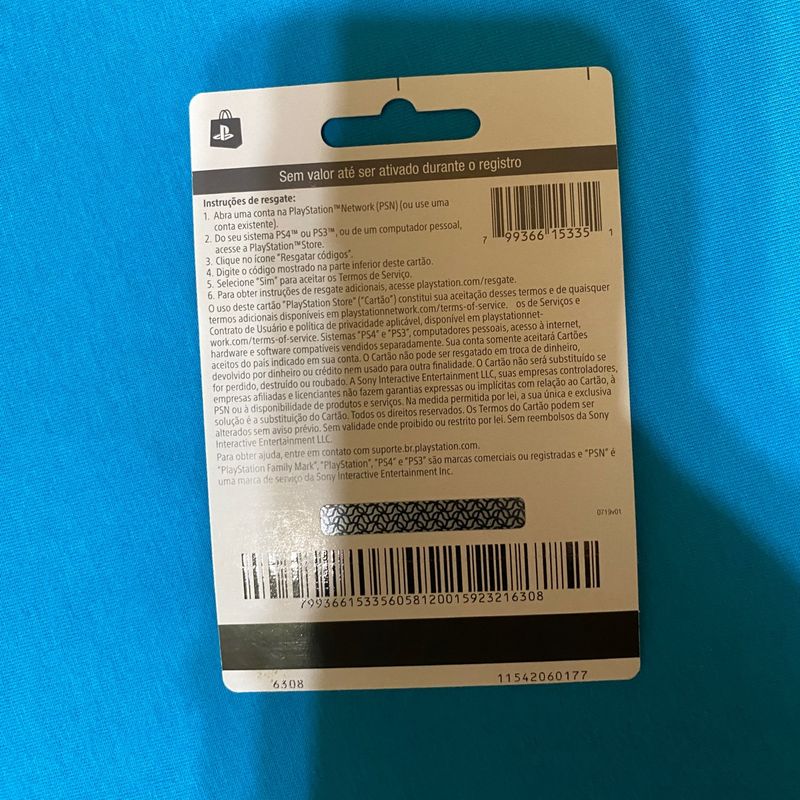 Sem valor até ser ativado durante o registro
Instruções de resgate:
1. Abra uma conta na PlayStation™Network (PSN) (ou use uma
conta existente).
2. Do seu sistema PS4™ ou PS3™, ou de um computador pessoal,
acesse a PlayStation™Store.
3. Clique no ícone "Resgatar códigos".
4. Digite o código mostrado na parte inferior deste cartão.
5. Selecione "Sim" para aceitar os Termos de Serviço.
6. Para obter instruções de resgate adicionais, acesse playstation.com/resgate.
7 99366 15335 1
O uso deste cartão "PlayStation Store" ("Cartão") constitui sua aceitação desses termos e de quaisquer
termos adicionais disponíveis em playstationnetwork.com/terms-of-service. os de Serviços e
Contrato de Usuário e política de privacidade aplicável, disponível em playstationnet-
work.com/terms-of-service. Sistemas "PS4" e "PS3", computadores pessoais, acesso à internet,
hardware e software compatíveis vendidos separadamente. Sua conta somente aceitará Cartões
aceitos do país indicado em sua conta. O Cartão não pode ser resgatado em troca de dinheiro,
devolvido por dinheiro ou crédito nem usado para outra finalidade. O Cartão não será substituído se
for perdido, destruído ou roubado. A Sony Interactive Entertainment LLC, suas empresas controladores,
empresas afiliadas e licenciantes não fazem garantias expressas ou implícitas com relação ao Cartão, à
PSN ou à disponibilidade de produtos e serviços. Na medida permitida por lei, a sua única e exclusiva
solução é a substituição do Cartão. Todos os direitos reservados. Os Termos do Cartão podem ser
alterados sem aviso prévio. Sem validade onde proibido ou restrito por lei. Sem reembolsos da Sony
Interactive Entertainment LLC.
Para obter ajuda, entre em contato com suporte.br.playstation.com.
"PlayStation Family Mark", "PlayStation", "PS4" e "PS3" são marcas comerciais ou registradas e "PSN" é
uma marca de serviço da Sony Interactive Entertainment Inc.
0719v01
799366153356058120015923216308
6308
11542060177